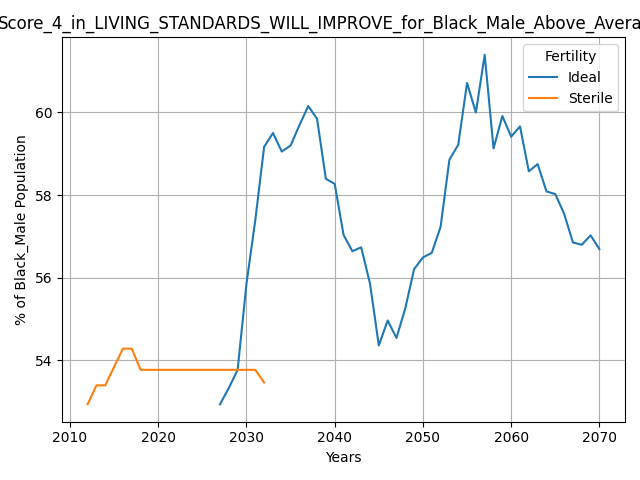 Score_4_in_LIVING_STANDARDS_WILL_IMPROVE_for_Black_Male_Above_Avera
Fertility
Ideal
Sterile
% of Black_Male Population
60
58
56
54
2010 2020 2030 2040 2050 2060 2070
Years